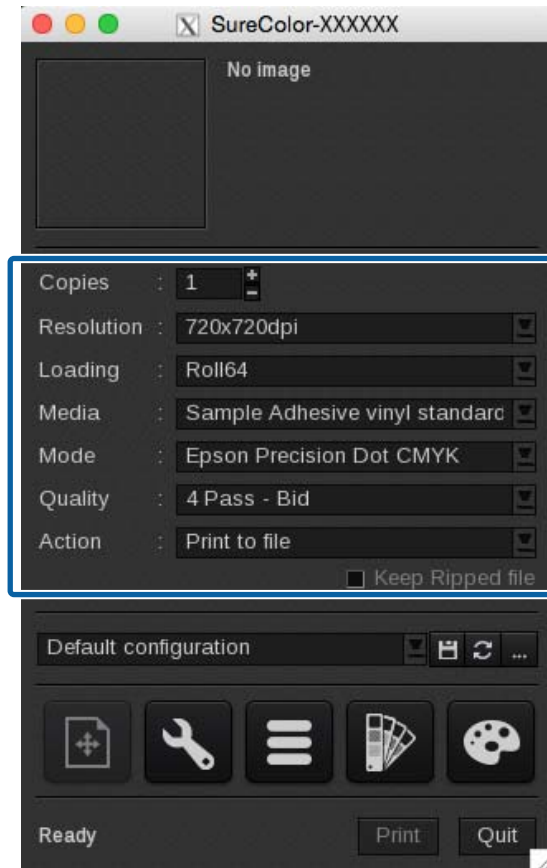 SureColor-XXXXXX
No image
Copies : 1
Resolution : 720x720dpi
Loading : Roll64
Media : Sample Adhesive vinyl standard
Mode : Epson Precision Dot CMYK
Quality : 4 Pass - Bid
Action : Print to file
Keep Ripped file
Default configuration ...
Ready Print Quit